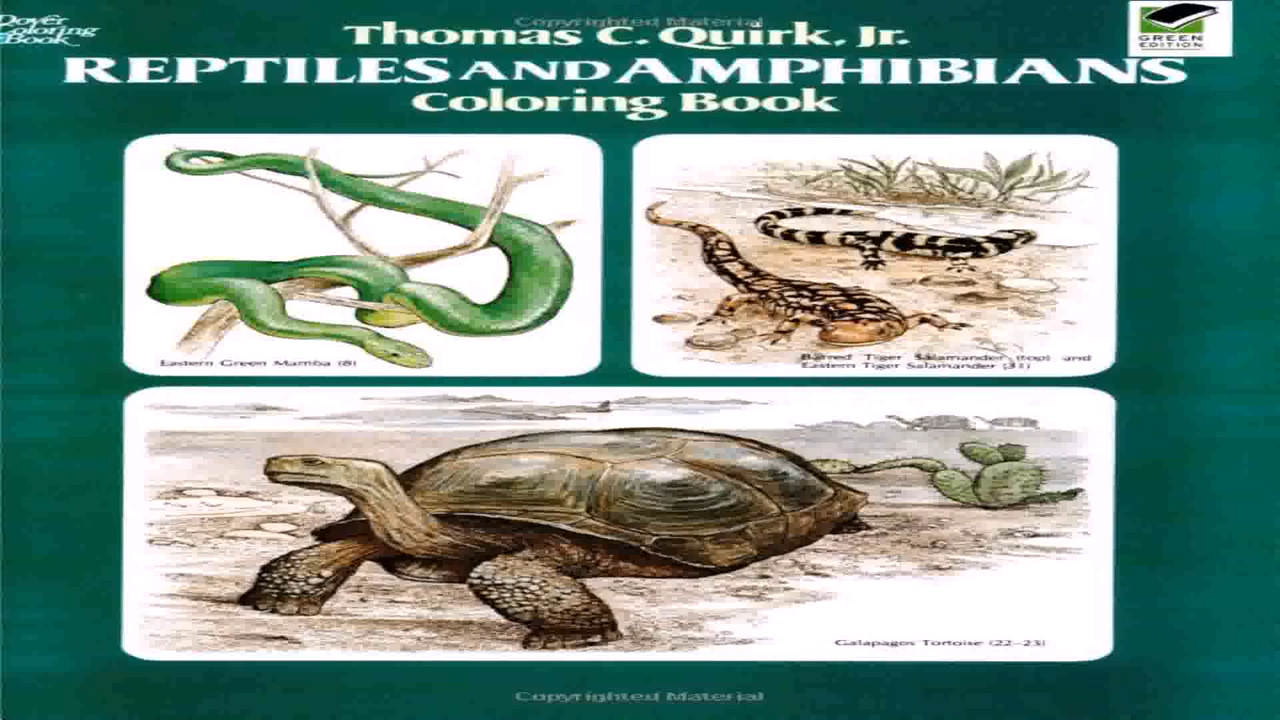 Dover
Coloring
Book
Copyrighted Material
Thomas C. Quirk, Jr.
REPTILES AND AMPHIBIANS
Coloring Book
GREEN
EDITION
Eastern Green Mamba (8)
Barred Tiger Salamander (top) and
Eastern Tiger Salamander (31)
Galapagos Tortoise (22–23)
Copyrighted Material